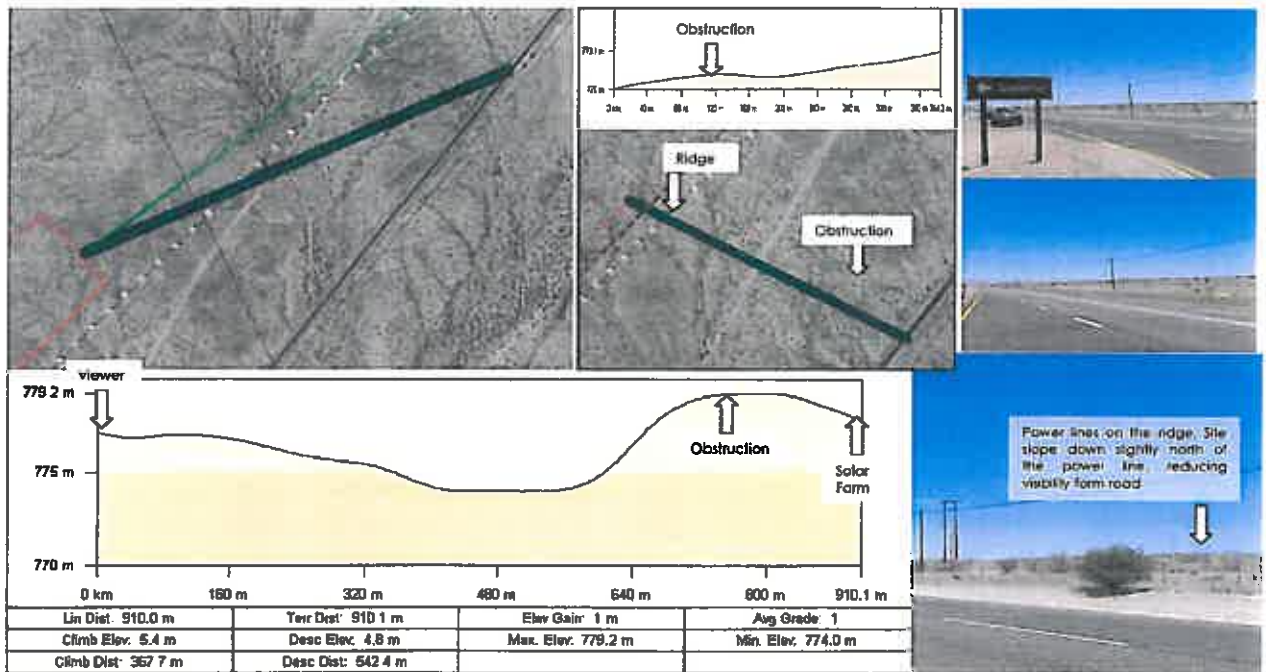 Obstruction
Ridge
Obstruction
Viewer
779.2 m
775 m
770 m
Obstruction
Solar
Farm
0 km
160 m
320 m
480 m
640 m
800 m
910.1 m
Lin Dist: 910.0 m
Terr Dist: 910.1 m
Elev Gain: 1 m
Avg Grade: 1
Climb Elev: 5.4 m
Desc Elev: 4.8 m
Max. Elev: 779.2 m
Min. Elev: 774.0 m
Climb Dist: 367.7 m
Desc Dist: 542.4 m
Power lines on the ridge. Site
slope down slightly north of
the power line, reducing
visibility form road